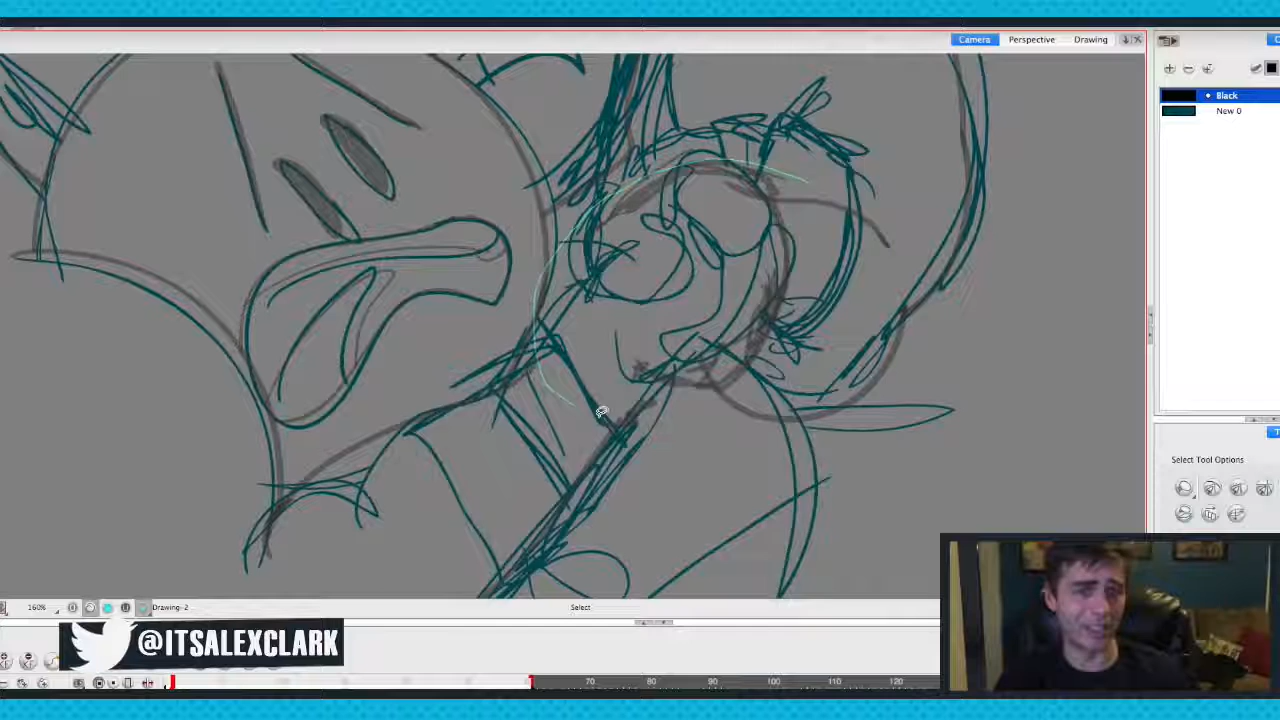 Camera Perspective Drawing
Black
New 0
Select Tool Options
160%
Drawing-2
Select
@ITSALEXCLARK
70 80 90 100 110 120